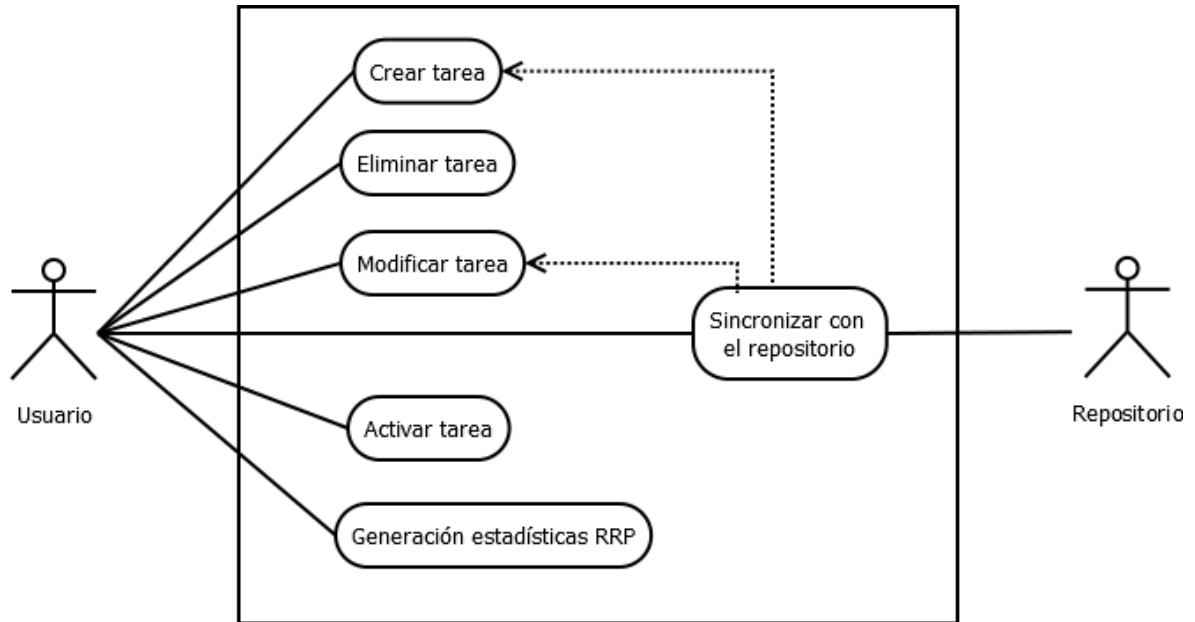 Crear tarea
Eliminar tarea
Modificar tarea
Sincronizar con
el repositorio
Usuario
Repositorio
Activar tarea
Generación estadísticas RRP